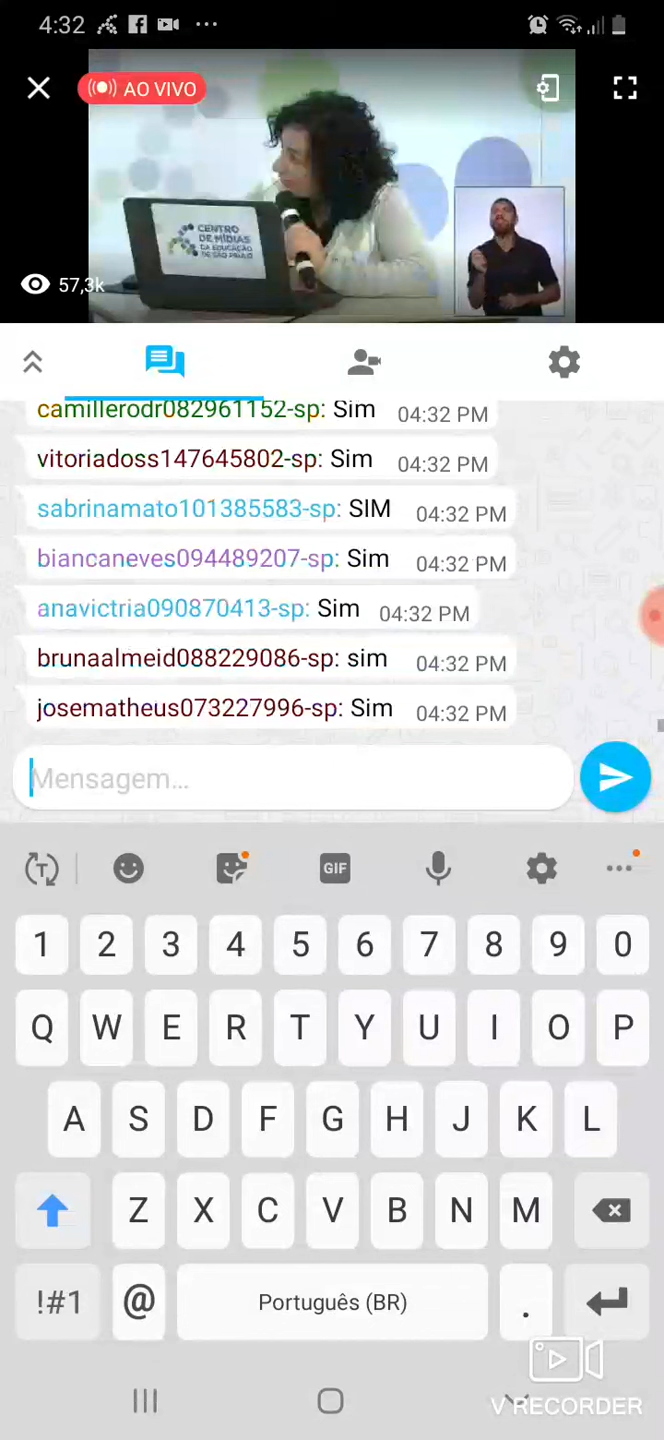 4:32
AO VIVO
CENTRO
DE MÍDIAS
DA EDUCAÇÃO
DE SÃO PAULO
57,3k
camillerodr082961152-sp: Sim 04:32 PM
vitoriadoss147645802-sp: Sim 04:32 PM
sabrinamato101385583-sp: SIM 04:32 PM
biancaneves094489207-sp: Sim 04:32 PM
anavictria090870413-sp: Sim 04:32 PM
brunaalmeid088229086-sp: sim 04:32 PM
josematheus073227996-sp: Sim 04:32 PM
Mensagem...
T GIF
1 2 3 4 5 6 7 8 9 0
Q W E R T Y U I O P
A S D F G H J K L
Z X C V B N M
!#1 @ Português (BR) .
V RECORDER